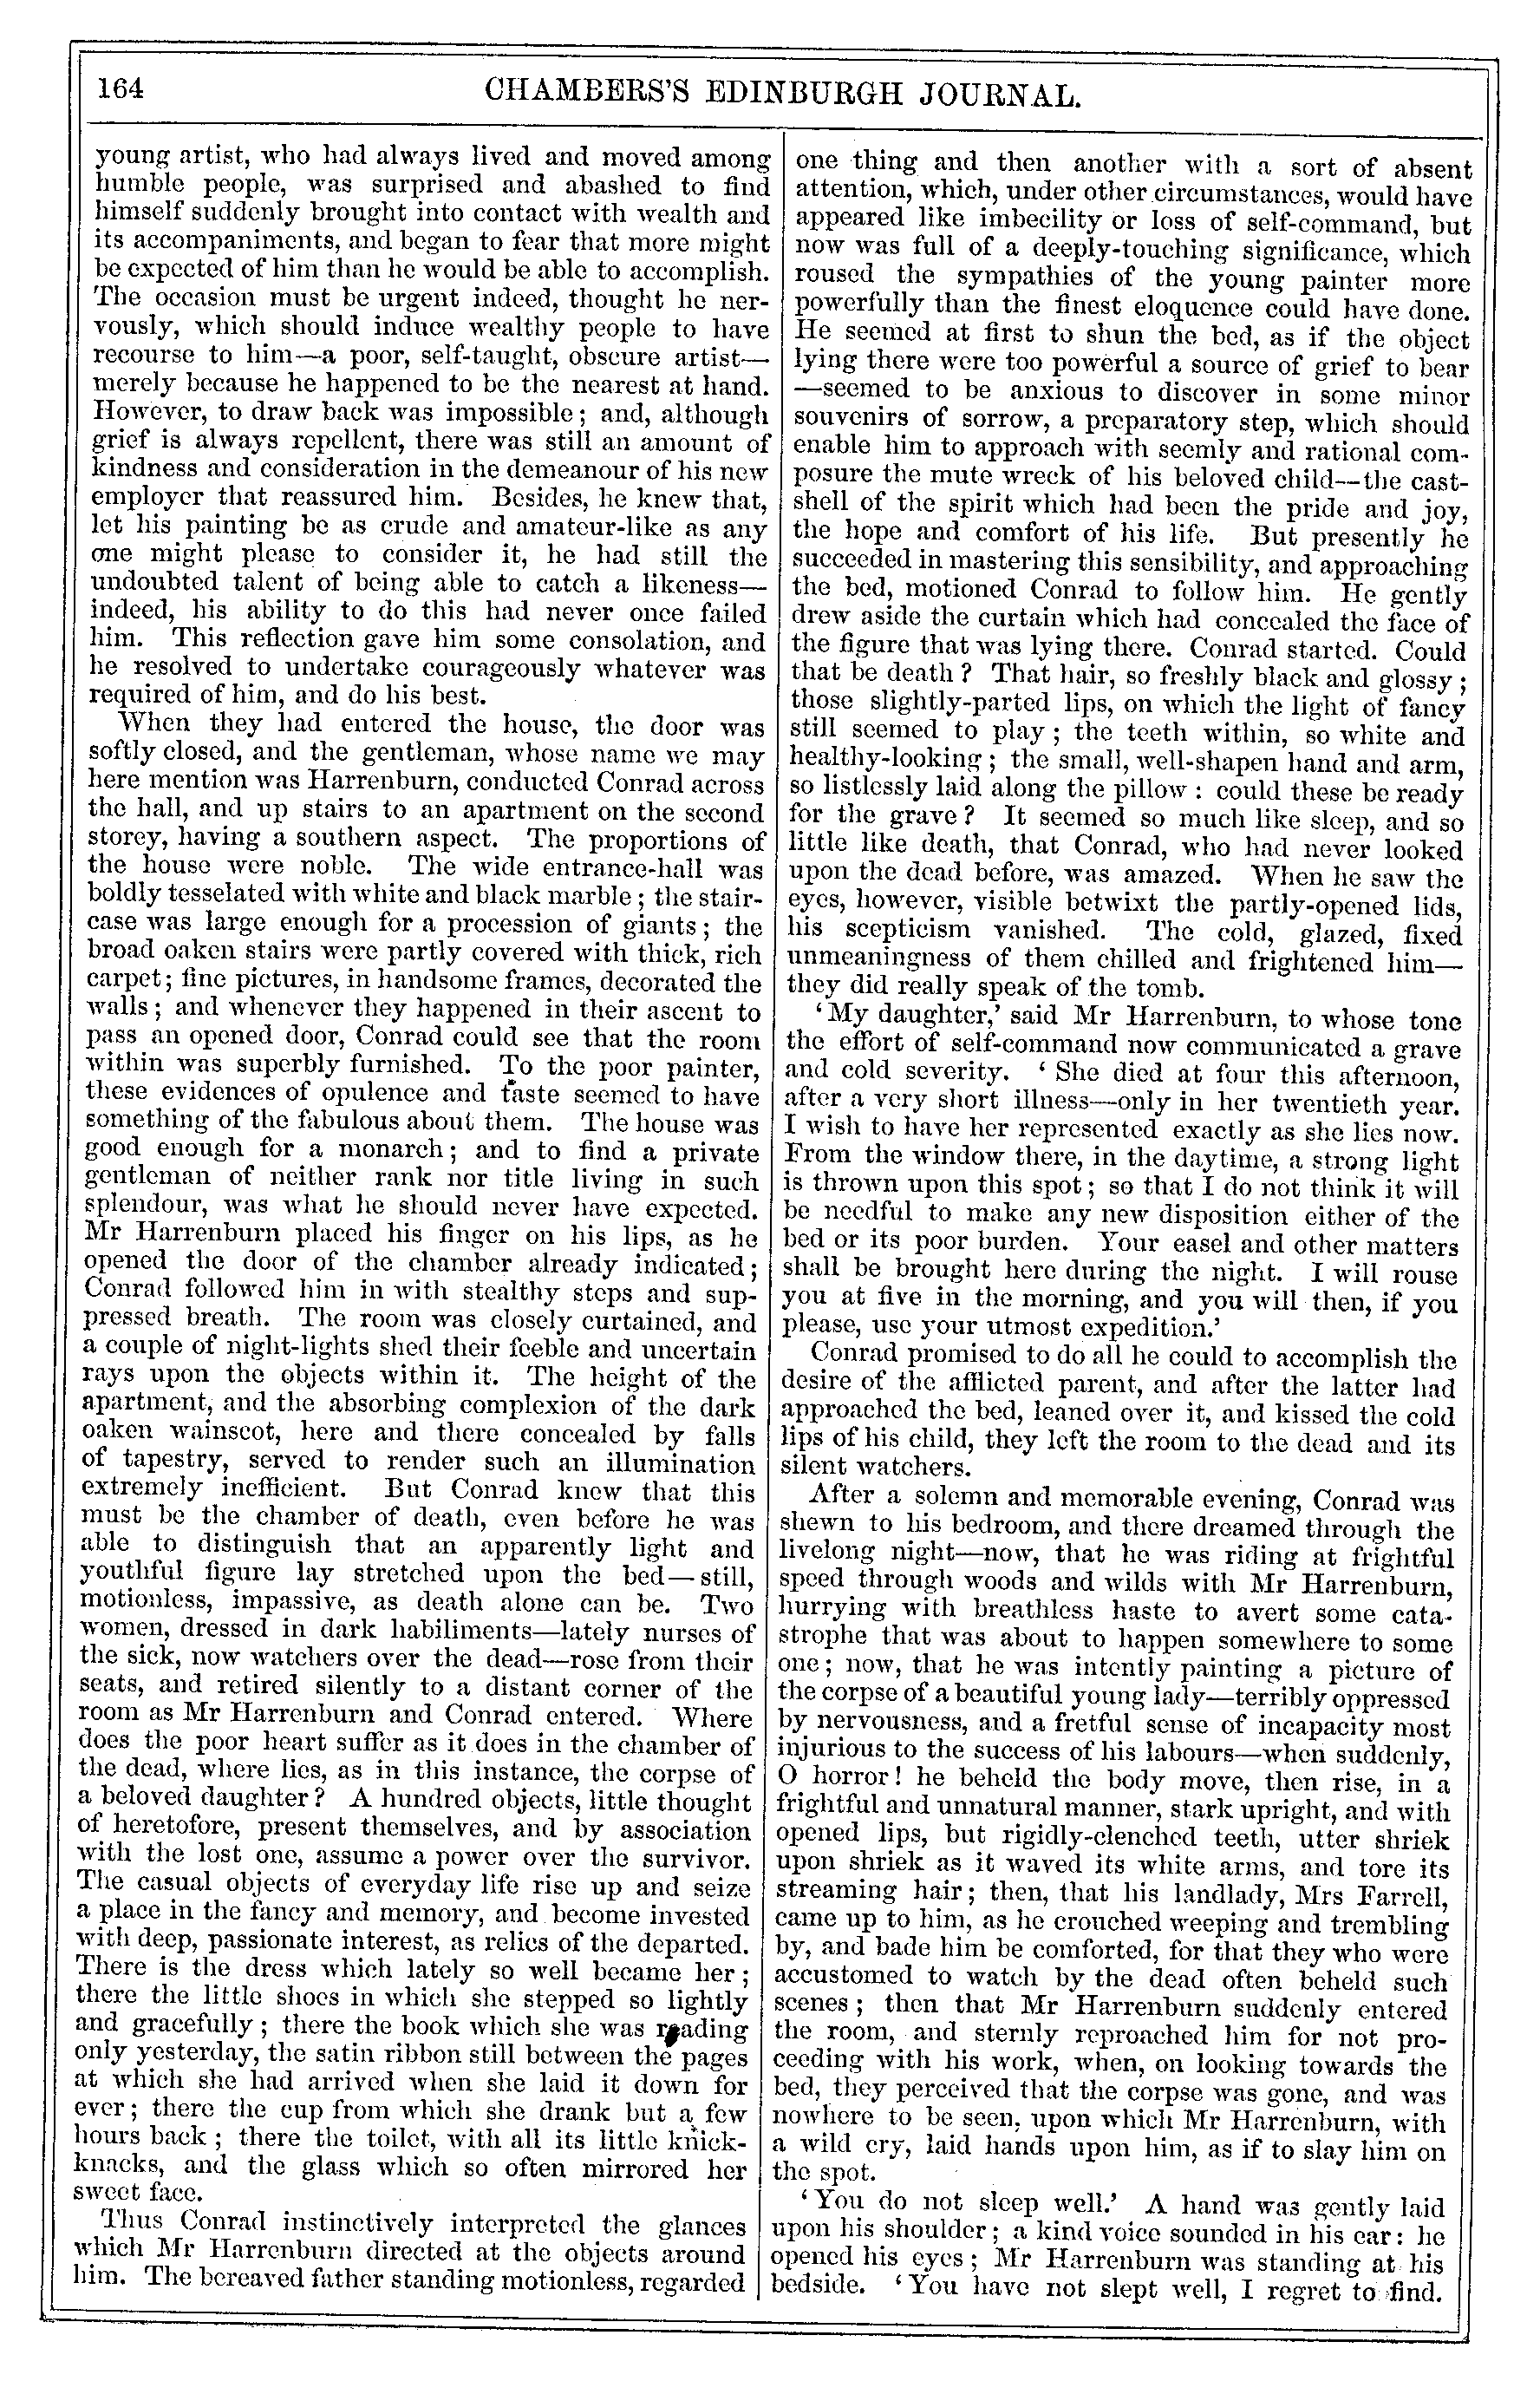 164
CHAMBERS'S EDINBURGH JOURNAL.
young artist, who had always lived and moved among
humble people, was surprised and abashed to find
himself suddenly brought into contact with wealth and
its accompaniments, and began to fear that more might
be expected of him than he would be able to accomplish.
The occasion must be urgent indeed, thought he ner-
vously, which should induce wealthy people to have
recourse to him—a poor, self-taught, obscure artist—
merely because he happened to be the nearest at hand.
However, to draw back was impossible; and, although
grief is always repellent, there was still an amount of
kindness and consideration in the demeanour of his new
employer that reassured him. Besides, he knew that,
let his painting be as crude and amateur-like as any
one might please to consider it, he had still the
undoubted talent of being able to catch a likeness—
indeed, his ability to do this had never once failed
him. This reflection gave him some consolation, and
he resolved to undertake courageously whatever was
required of him, and do his best.
When they had entered the house, the door was
softly closed, and the gentleman, whose name we may
here mention was Harrenburn, conducted Conrad across
the hall, and up stairs to an apartment on the second
storey, having a southern aspect. The proportions of
the house were noble. The wide entrance-hall was
boldly tesselated with white and black marble; the stair-
case was large enough for a procession of giants; the
broad oaken stairs were partly covered with thick, rich
carpet; fine pictures, in handsome frames, decorated the
walls; and whenever they happened in their ascent to
pass an opened door, Conrad could see that the room
within was superbly furnished. To the poor painter,
these evidences of opulence and taste seemed to have
something of the fabulous about them. The house was
good enough for a monarch; and to find a private
gentleman of neither rank nor title living in such
splendour, was what he should never have expected.
Mr Harrenburn placed his finger on his lips, as he
opened the door of the chamber already indicated;
Conrad followed him in with stealthy steps and sup-
pressed breath. The room was closely curtained, and
a couple of night-lights shed their feeble and uncertain
rays upon the objects within it. The height of the
apartment, and the absorbing complexion of the dark
oaken wainscot, here and there concealed by falls
of tapestry, served to render such an illumination
extremely inefficient. But Conrad knew that this
must be the chamber of death, even before he was
able to distinguish that an apparently light and
youthful figure lay stretched upon the bed—still,
motionless, impassive, as death alone can be. Two
women, dressed in dark habiliments—lately nurses of
the sick, now watchers over the dead—rose from their
seats, and retired silently to a distant corner of the
room as Mr Harrenburn and Conrad entered. Where
does the poor heart suffer as it does in the chamber of
the dead, where lies, as in this instance, the corpse of
a beloved daughter? A hundred objects, little thought
of heretofore, present themselves, and by association
with the lost one, assume a power over the survivor.
The casual objects of everyday life rise up and seize
a place in the fancy and memory, and become invested
with deep, passionate interest, as relics of the departed.
There is the dress which lately so well became her;
there the little shoes in which she stepped so lightly
and gracefully; there the book which she was reading
only yesterday, the satin ribbon still between the pages
at which she had arrived when she laid it down for
ever; there the cup from which she drank but a few
hours back; there the toilet, with all its little knick-
knacks, and the glass which so often mirrored her
sweet face.
Thus Conrad instinctively interpreted the glances
which Mr Harrenburn directed at the objects around
him. The bereaved father standing motionless, regarded
one thing and then another with a sort of absent
attention, which, under other circumstances, would have
appeared like imbecility or loss of self-command, but
now was full of a deeply-touching significance, which
roused the sympathies of the young painter more
powerfully than the finest eloquence could have done.
He seemed at first to shun the bed, as if the object
lying there were too powerful a source of grief to bear
—seemed to be anxious to discover in some minor
souvenirs of sorrow, a preparatory step, which should
enable him to approach with seemly and rational com-
posure the mute wreck of his beloved child—the cast-
shell of the spirit which had been the pride and joy,
the hope and comfort of his life. But presently he
succeeded in mastering this sensibility, and approaching
the bed, motioned Conrad to follow him. He gently
drew aside the curtain which had concealed the face of
the figure that was lying there. Conrad started. Could
that be death? That hair, so freshly black and glossy;
those slightly-parted lips, on which the light of fancy
still seemed to play; the teeth within, so white and
healthy-looking; the small, well-shapen hand and arm,
so listlessly laid along the pillow: could these be ready
for the grave? It seemed so much like sleep, and so
little like death, that Conrad, who had never looked
upon the dead before, was amazed. When he saw the
eyes, however, visible betwixt the partly-opened lids,
his scepticism vanished. The cold, glazed, fixed
unmeaningness of them chilled and frightened him—
they did really speak of the tomb.
'My daughter,' said Mr Harrenburn, to whose tone
the effort of self-command now communicated a grave
and cold severity. 'She died at four this afternoon,
after a very short illness—only in her twentieth year.
I wish to have her represented exactly as she lies now.
From the window there, in the daytime, a strong light
is thrown upon this spot; so that I do not think it will
be needful to make any new disposition either of the
bed or its poor burden. Your easel and other matters
shall be brought here during the night. I will rouse
you at five in the morning, and you will then, if you
please, use your utmost expedition.'
Conrad promised to do all he could to accomplish the
desire of the afflicted parent, and after the latter had
approached the bed, leaned over it, and kissed the cold
lips of his child, they left the room to the dead and its
silent watchers.
After a solemn and memorable evening, Conrad was
shewn to his bedroom, and there dreamed through the
livelong night—now, that he was riding at frightful
speed through woods and wilds with Mr Harrenburn,
hurrying with breathless haste to avert some cata-
strophe that was about to happen somewhere to some
one; now, that he was intently painting a picture of
the corpse of a beautiful young lady—terribly oppressed
by nervousness, and a fretful sense of incapacity most
injurious to the success of his labours—when suddenly,
O horror! he beheld the body move, then rise, in a
frightful and unnatural manner, stark upright, and with
opened lips, but rigidly-clenched teeth, utter shriek
upon shriek as it waved its white arms, and tore its
streaming hair; then, that his landlady, Mrs Farrell,
came up to him, as he crouched weeping and trembling
by, and bade him be comforted, for that they who were
accustomed to watch by the dead often beheld such
scenes; then that Mr Harrenburn suddenly entered
the room, and sternly reproached him for not pro-
ceeding with his work, when, on looking towards the
bed, they perceived that the corpse was gone, and was
nowhere to be seen, upon which Mr Harrenburn, with
a wild cry, laid hands upon him, as if to slay him on
the spot.
'You do not sleep well.' A hand was gently laid
upon his shoulder; a kind voice sounded in his ear: he
opened his eyes; Mr Harrenburn was standing at his
bedside. 'You have not slept well, I regret to find.